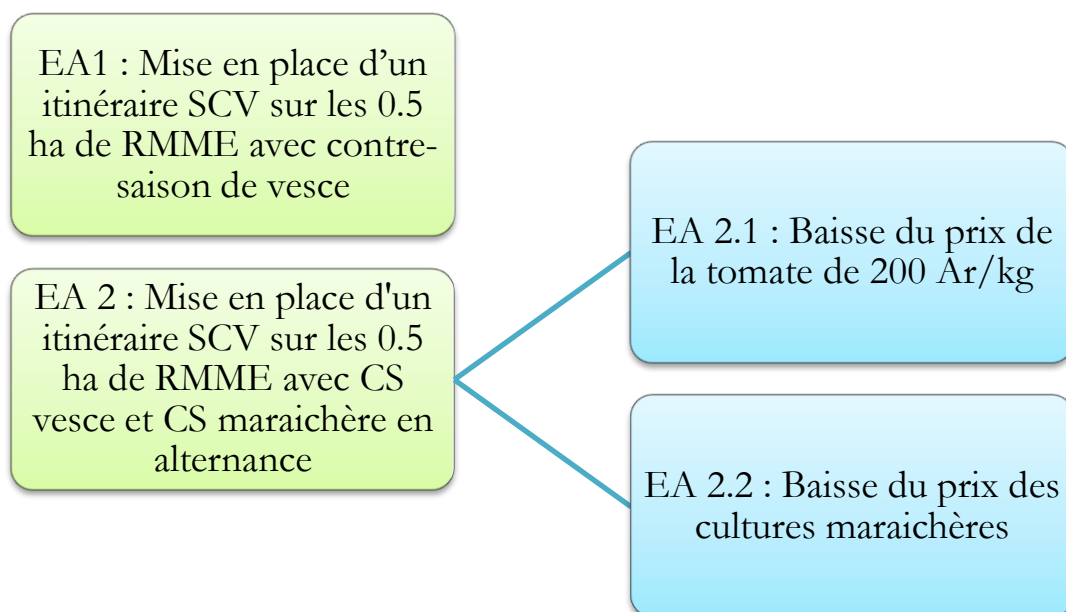 EA1 : Mise en place d’un
itinéraire SCV sur les 0.5
ha de RMME avec contre-
saison de vesce
EA 2 : Mise en place d'un
itinéraire SCV sur les 0.5
ha de RMME avec CS
vesce et CS maraichère en
alternance
EA 2.1 : Baisse du prix de
la tomate de 200 Ar/kg
EA 2.2 : Baisse du prix des
cultures maraichères